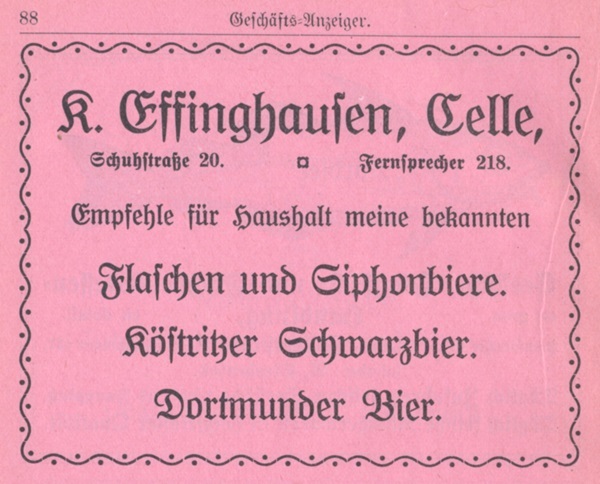 88 Geſchäfts-Anzeiger.
K. Effinghauſen, Celle,
Schuhſtraße 20. ¤ Fernſprecher 218.
Empfehle für Haushalt meine bekannten
Flaſchen und Siphonbiere.
Köſtritzer Schwarzbier.
Dortmunder Bier.